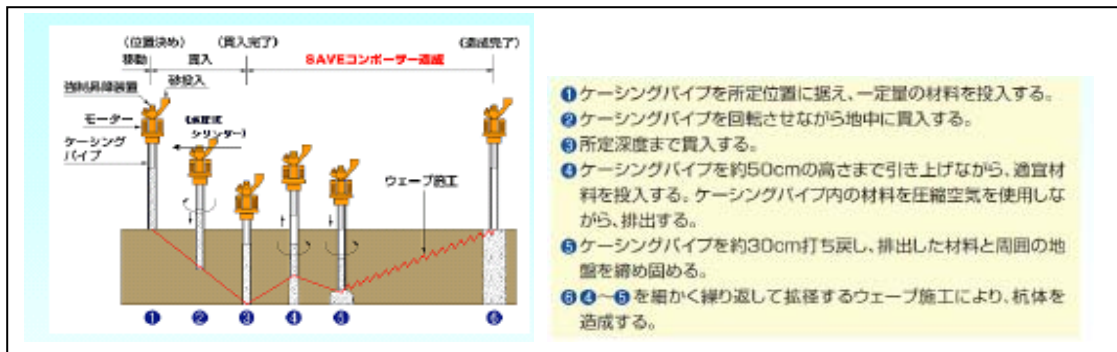 (位置決め)
(貫入完了)
(造成完了)
移動
貫入
SAVEコンポーザー造成
強制昇降装置
砂投入
モーター
シリンダー)
ケーシング
パイプ
ウェーブ施工
❶ ❷ ❸ ❹ ❺ ❻
❶ケーシングパイプを所定位置に据え、一定量の材料を投入する。
❷ケーシングパイプを回転させながら地中に貫入する。
❸所定深度まで貫入する。
❹ケーシングパイプを約50cmの高さまで引き上げながら、適宜材
料を投入する。ケーシングパイプ内の材料を圧縮空気を使用しな
がら、排出する。
❺ケーシングパイプを約30cm打ち戻し、排出した材料と周囲の地
盤を締め固める。
❻❹〜❺を細かく繰り返して拡径するウェーブ施工により、杭体を
造成する。